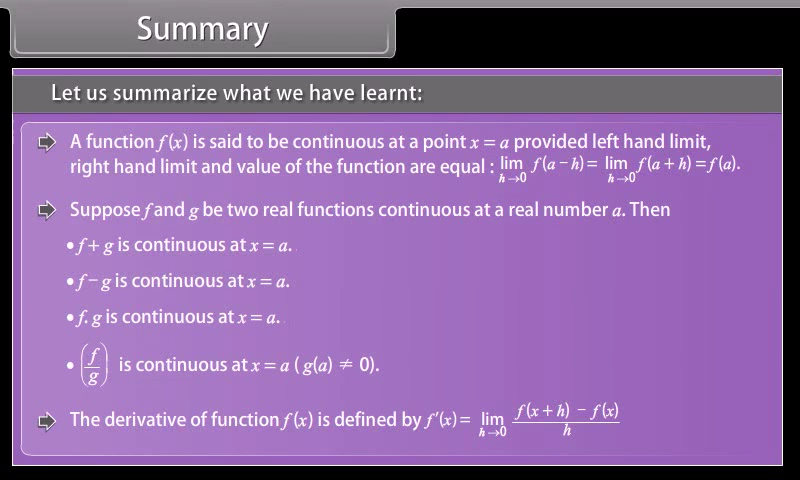 Summary
Let us summarize what we have learnt:
A function f(x) is said to be continuous at a point x = a provided left hand limit,
right hand limit and value of the function are equal : lim h→0 f(a − h) = lim h→0 f(a + h) = f(a).
Suppose f and g be two real functions continuous at a real number a. Then
• f + g is continuous at x = a.
• f − g is continuous at x = a.
• f. g is continuous at x = a.
• (f/g) is continuous at x = a ( g(a) ≠ 0).
The derivative of function f(x) is defined by f′(x) = lim h→0 f(x + h) − f(x) / h